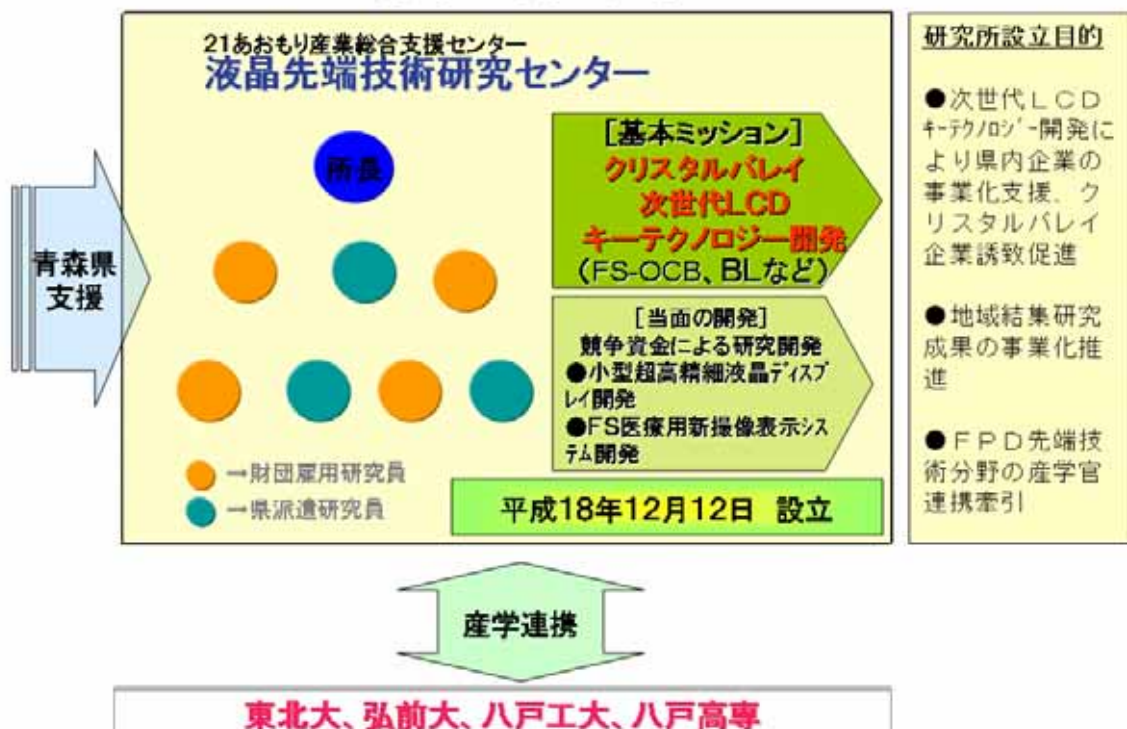 21あおもり産業総合支援センター
液晶先端技術研究センター
青森県
支援
所長
[基本ミッション]
クリスタルバレイ
次世代LCD
キーテクノロジー開発
(FS-OCB、BLなど)
[当面の開発]
競争資金による研究開発
●小型超高精細液晶ディスプ
レイ開発
●FS医療用新撮像表示シス
テム開発
→財団雇用研究員
→県派遣研究員
平成18年12月12日 設立
研究所設立目的
●次世代LCD
キーテクノロジー開発に
より県内企業の
事業化支援、ク
リスタルバレイ
企業誘致促進
●地域結集研究
成果の事業化推
進
●FPD先端技
術分野の産学官
連携牽引
産学連携
東北大、弘前大、八戸工大、八戸高専